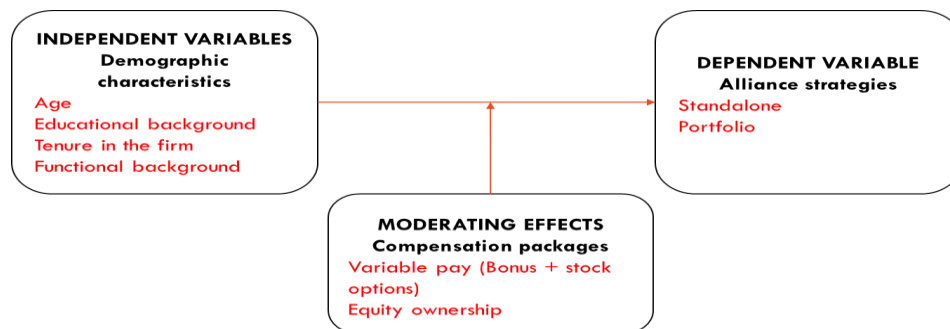 INDEPENDENT VARIABLES
Demographic
characteristics
Age
Educational background
Tenure in the firm
Functional background
DEPENDENT VARIABLE
Alliance strategies
Standalone
Portfolio
MODERATING EFFECTS
Compensation packages
Variable pay (Bonus + stock
options)
Equity ownership